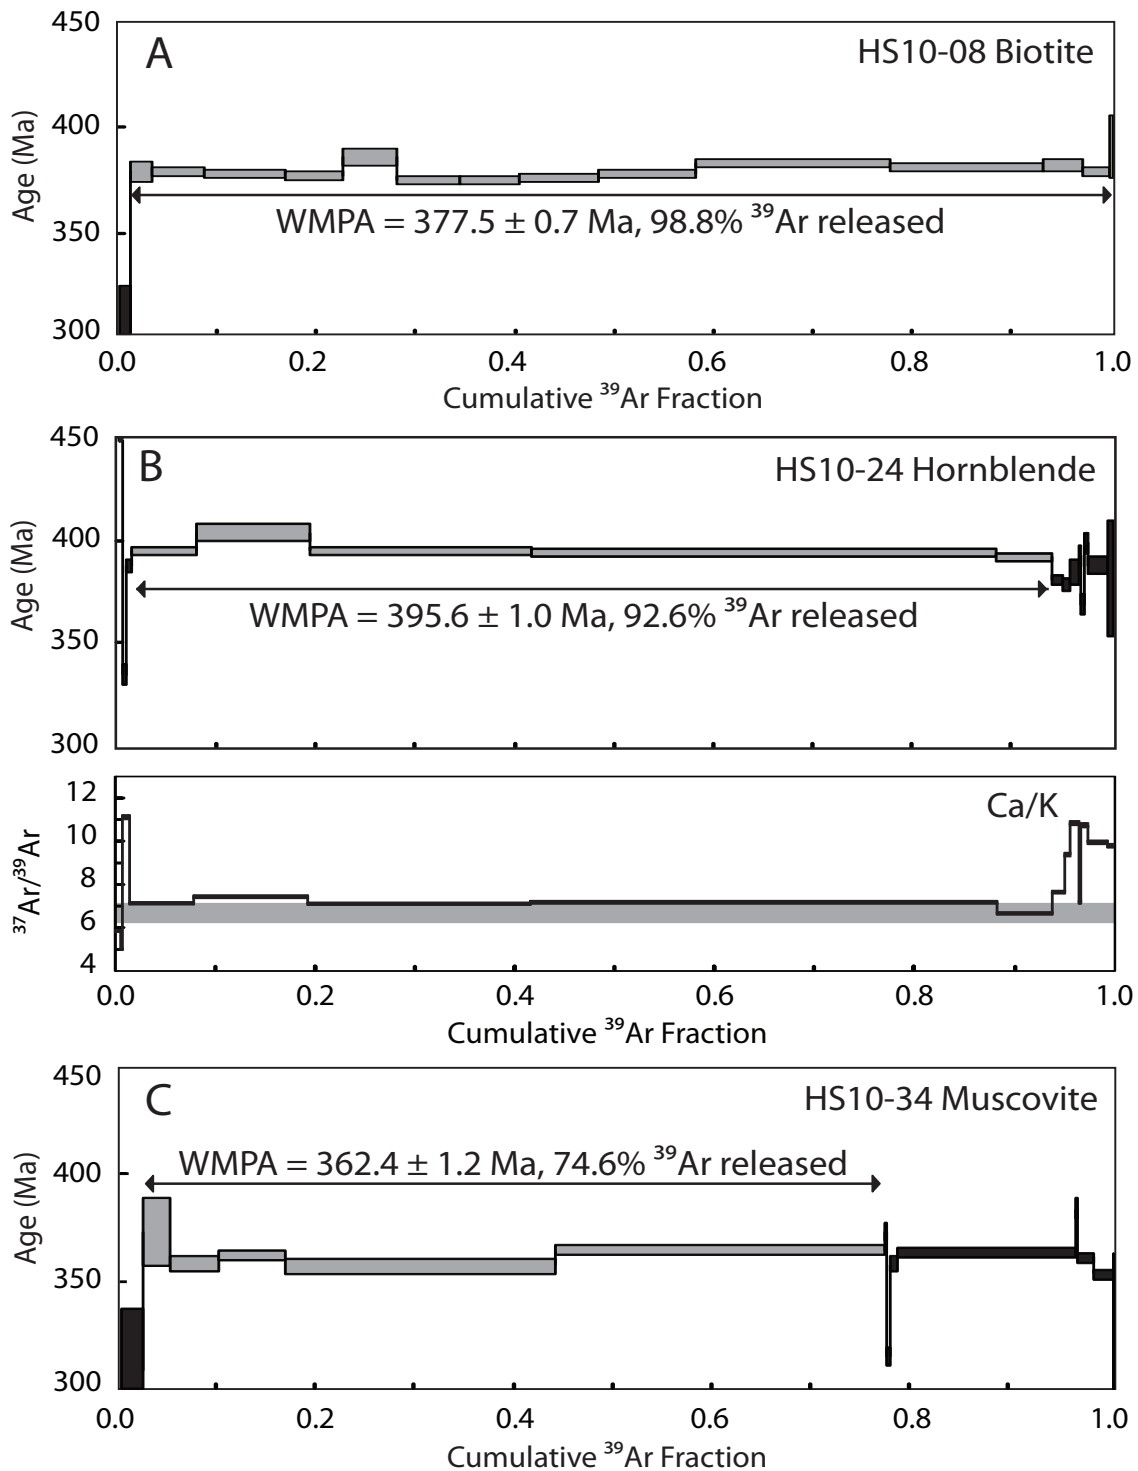 450
A
HS10-08 Biotite
400
Age (Ma)
WMPA = 377.5 ± 0.7 Ma, 98.8% ³⁹Ar released
350
300
0.0 0.2 0.4 0.6 0.8 1.0
Cumulative ³⁹Ar Fraction
450
B
HS10-24 Hornblende
400
Age (Ma)
WMPA = 395.6 ± 1.0 Ma, 92.6% ³⁹Ar released
350
300
12
Ca/K
10
³⁷Ar/³⁹Ar
8
6
4
0.0 0.2 0.4 0.6 0.8 1.0
Cumulative ³⁹Ar Fraction
450
C
HS10-34 Muscovite
WMPA = 362.4 ± 1.2 Ma, 74.6% ³⁹Ar released
400
Age (Ma)
350
300
0.0 0.2 0.4 0.6 0.8 1.0
Cumulative ³⁹Ar Fraction